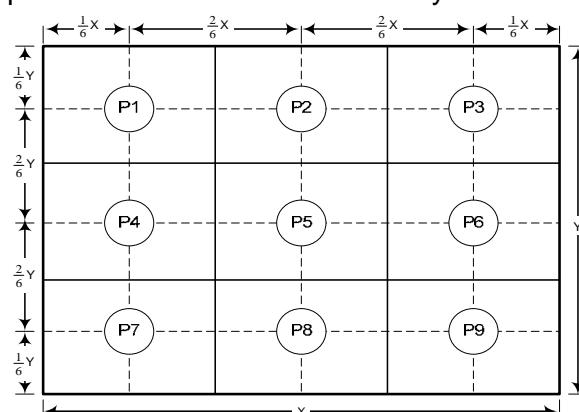 1/6 X 2/6 X 2/6 X 1/6 X
1/6 Y
P1 P2 P3
2/6 Y
P4 P5 P6
Y
2/6 Y
P7 P8 P9
1/6 Y
X